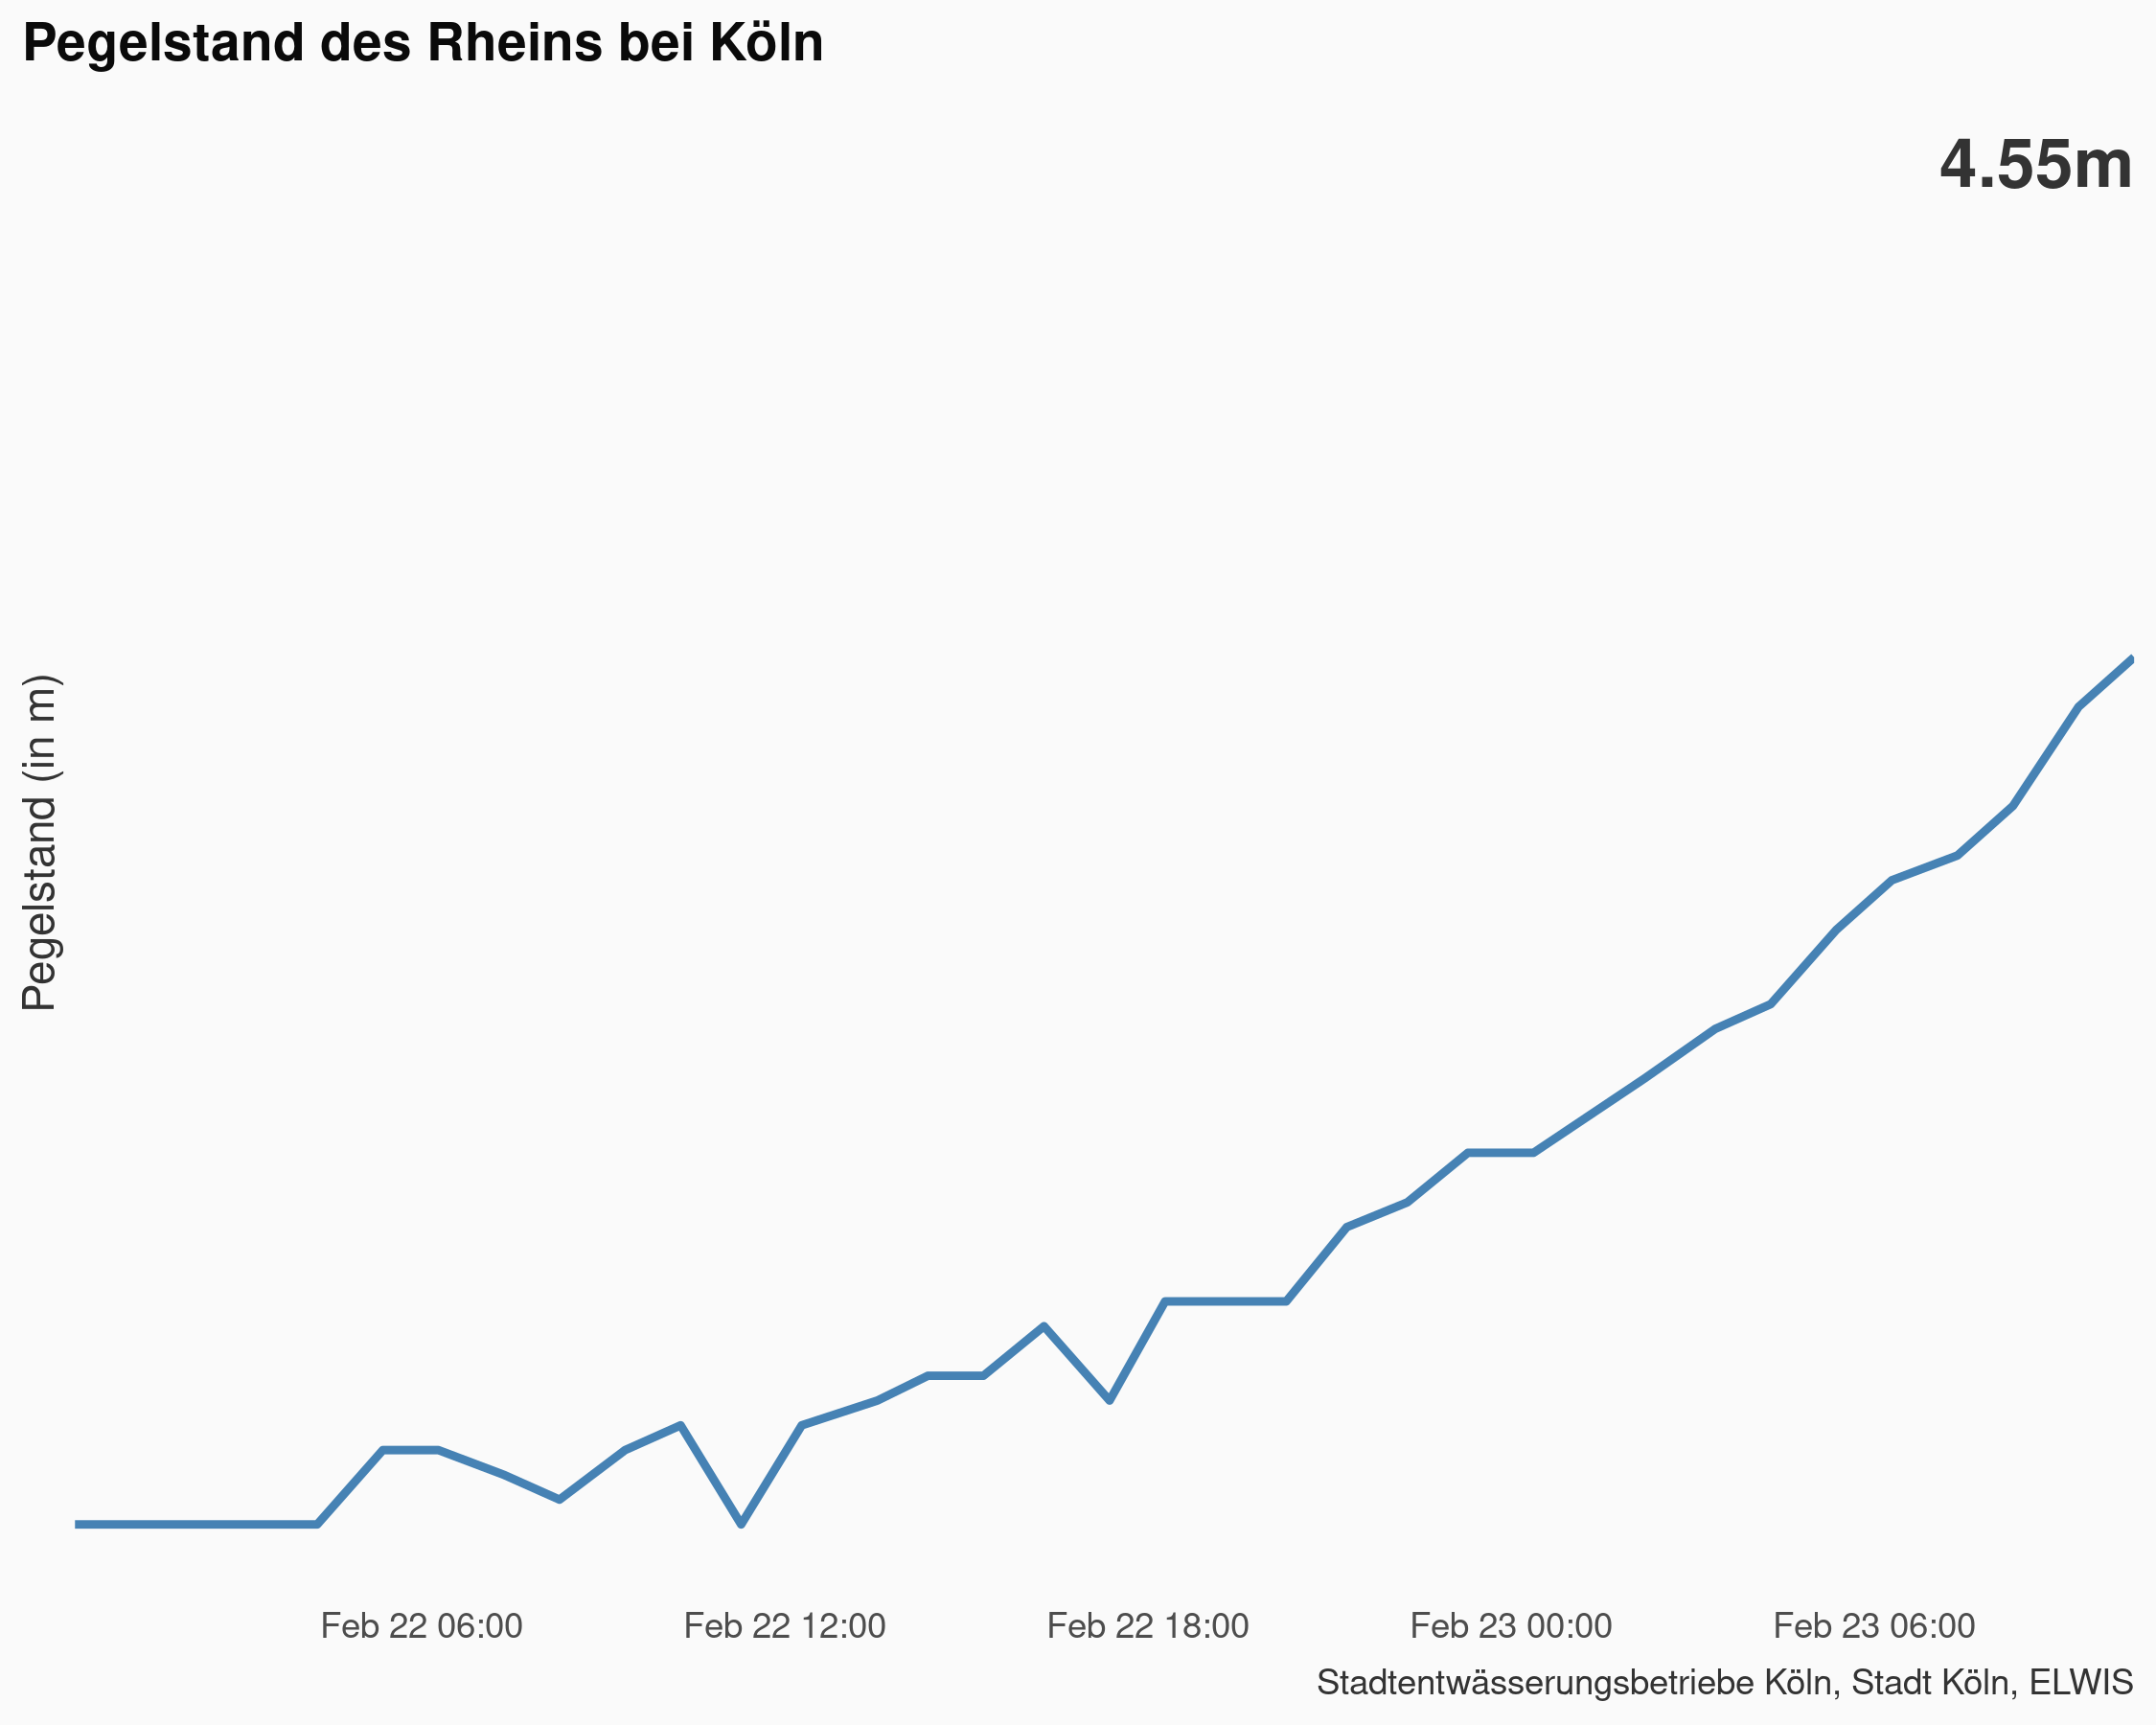 Pegelstand des Rheins bei Köln
4.55m
Pegelstand (in m)
Feb 22 06:00 Feb 22 12:00 Feb 22 18:00 Feb 23 00:00 Feb 23 06:00
Stadtentwässerungsbetriebe Köln, Stadt Köln, ELWIS